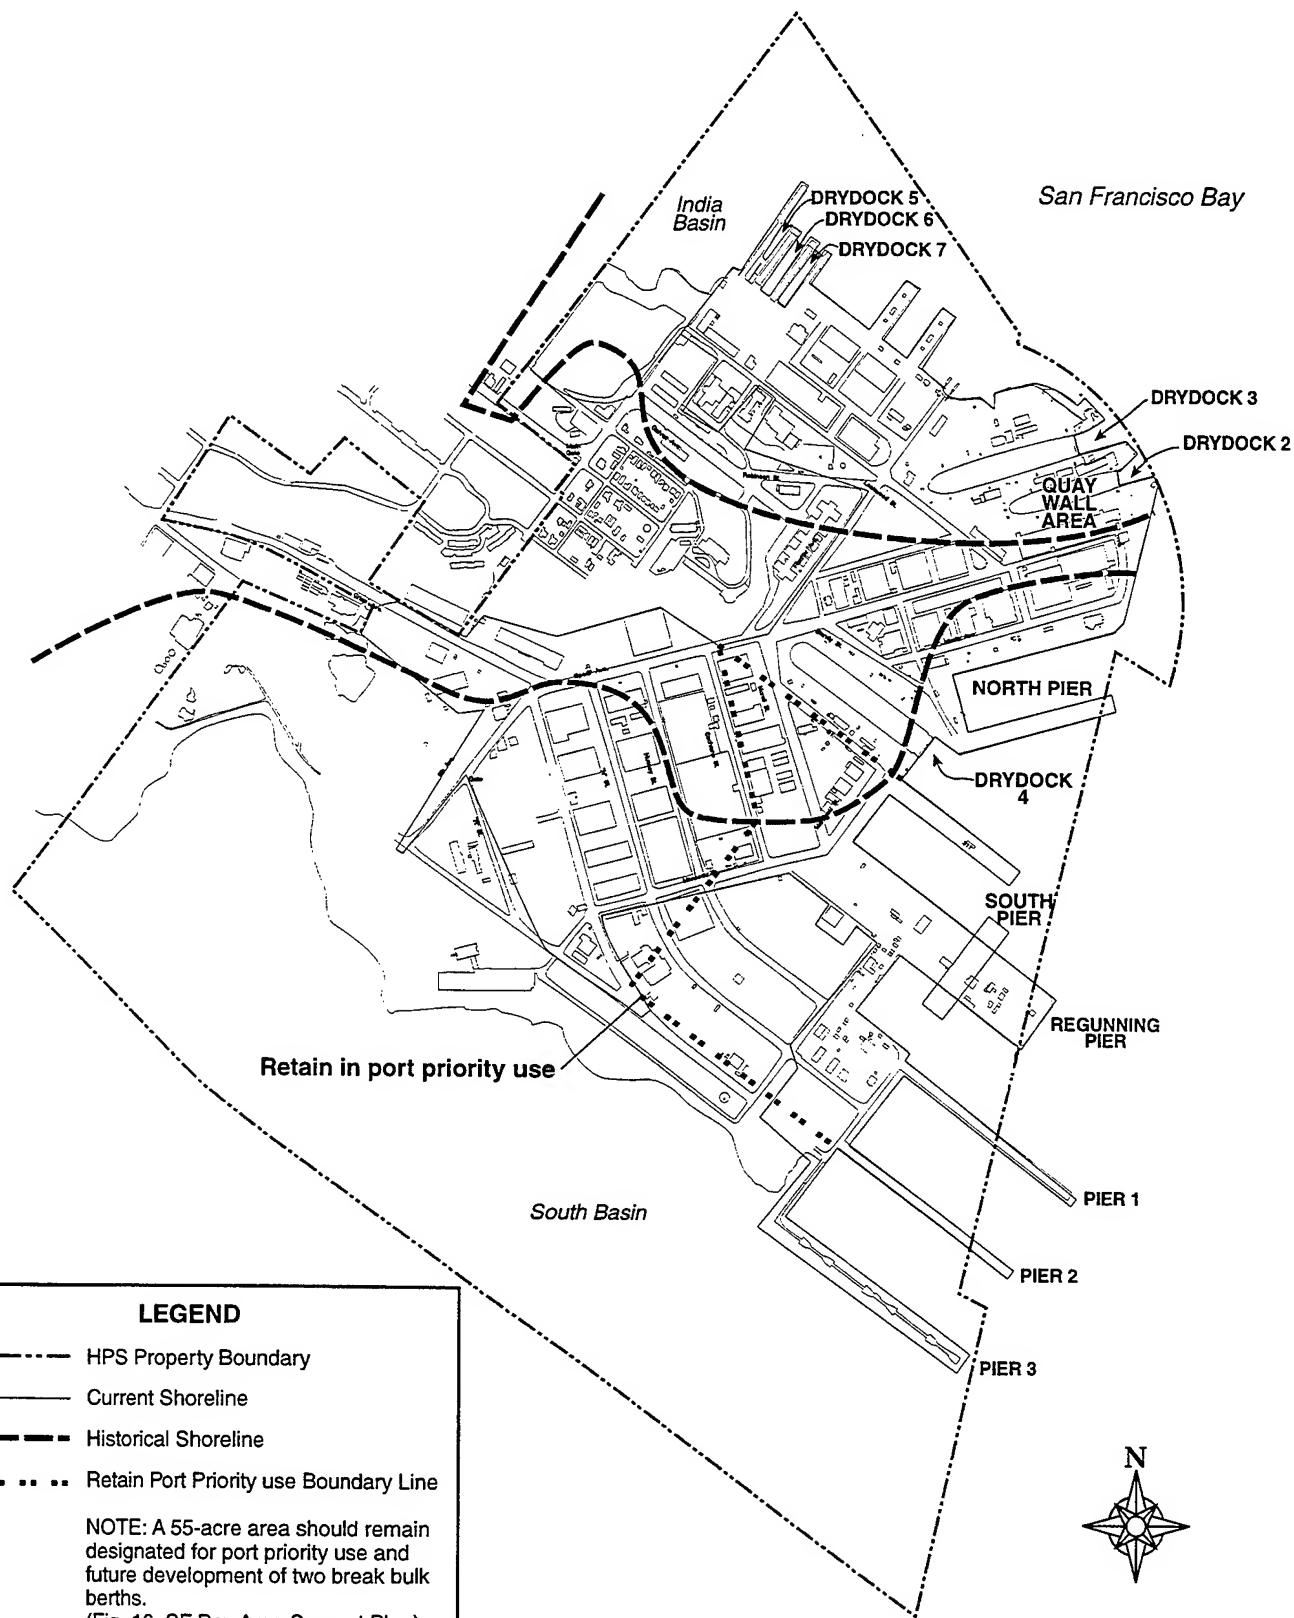 India
Basin
San Francisco Bay
DRYDOCK 5
DRYDOCK 6
DRYDOCK 7
DRYDOCK 3
DRYDOCK 2
QUAY
WALL
AREA
NORTH PIER
DRYDOCK
4
SOUTH
PIER
REGUNNING
PIER
Retain in port priority use
PIER 1
South Basin
PIER 2
PIER 3
LEGEND
HPS Property Boundary
Current Shoreline
Historical Shoreline
Retain Port Priority use Boundary Line
NOTE: A 55-acre area should remain
designated for port priority use and
future development of two break bulk
berths.
N